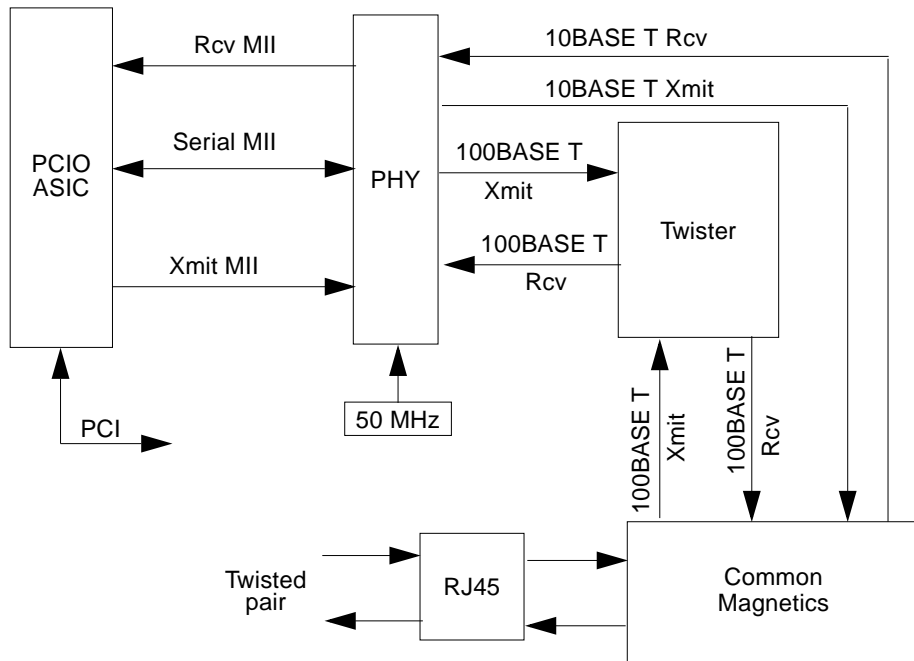 Rcv MII
10BASE T Rcv
10BASE T Xmit
Serial MII
PCIO
ASIC
PHY
100BASE T
Xmit
Twister
100BASE T
Rcv
Xmit MII
50 MHz
PCI
100BASE T
Xmit
100BASE T
Rcv
Twisted
pair
RJ45
Common
Magnetics